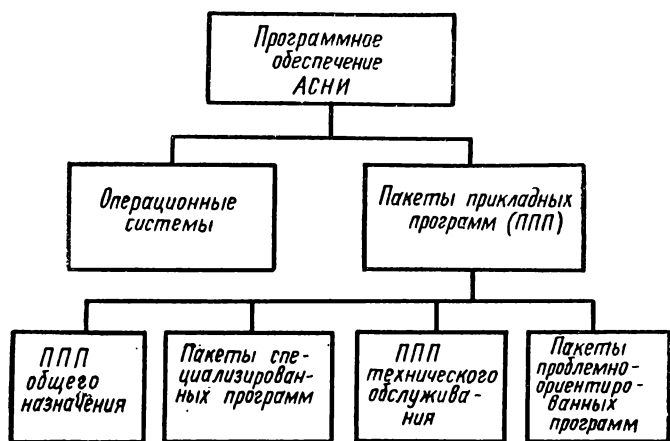 Программное
обеспечение
АСНИ
Операционные
системы
Пакеты прикладных
программ (ППП)
ППП
общего
назначения
Пакеты спе-
циализирован-
ных программ
ППП
технического
обслужива-
ния
Пакеты
проблемно-
ориентиро-
ванных
программ